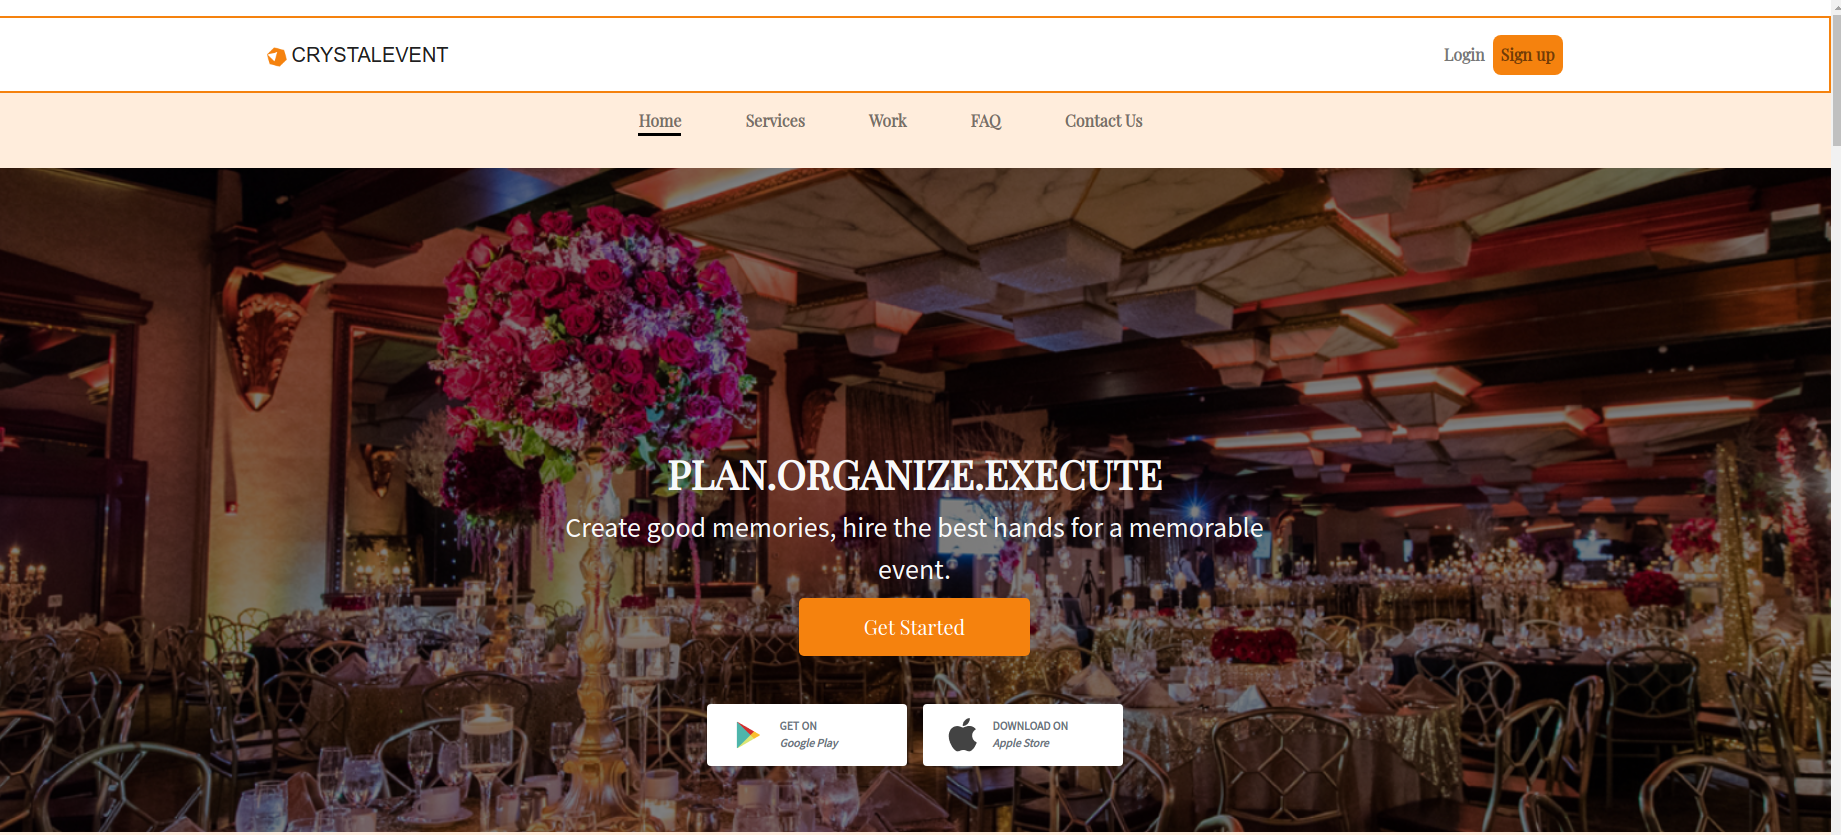 CRYSTALEVENT
Login Sign up
Home Services Work FAQ Contact Us
PLAN.ORGANIZE.EXECUTE
Create good memories, hire the best hands for a memorable
event.
Get Started
GET ON
Google Play
DOWNLOAD ON
Apple Store